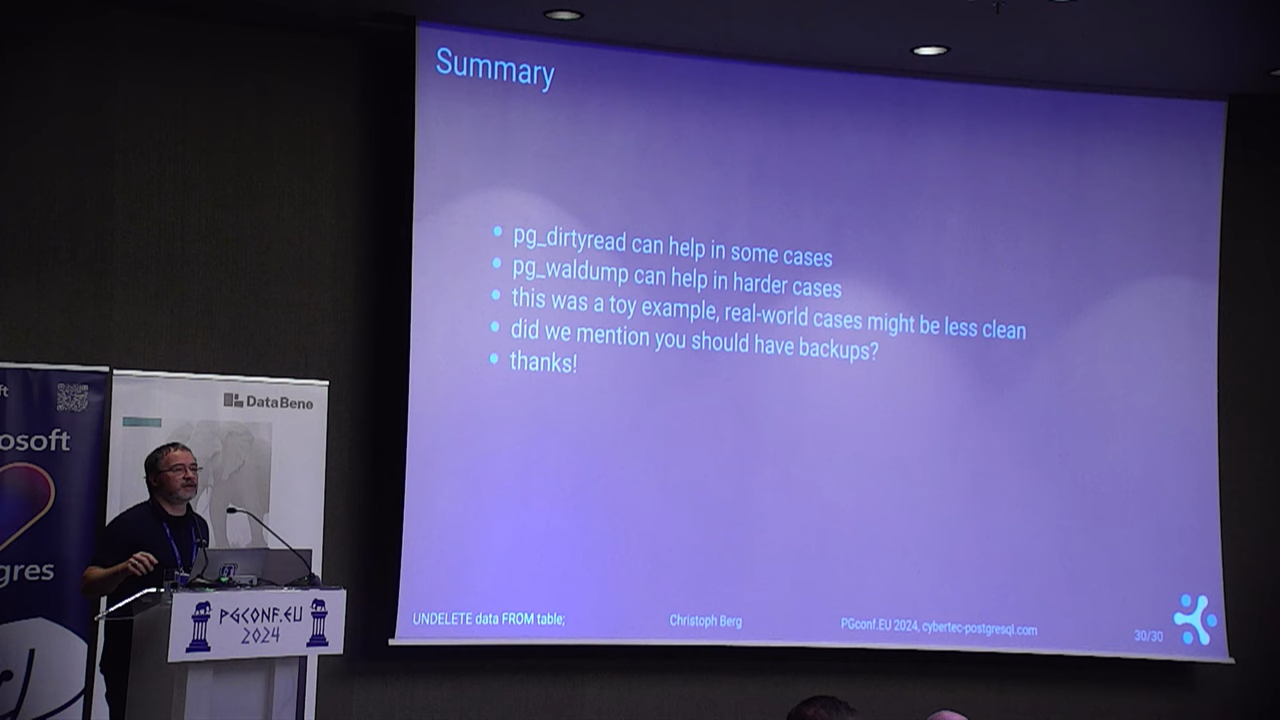 Summary
pg_dirtyread can help in some cases
pg_waldump can help in harder cases
this was a toy example, real-world cases might be less clean
did we mention you should have backups?
thanks!
UNDELETE data FROM table;
Christoph Berg
PGconf.EU 2024, cybertec-postgresql.com
30/30
ft
osoft
gres
DataBene
PGCONF.EU
2024